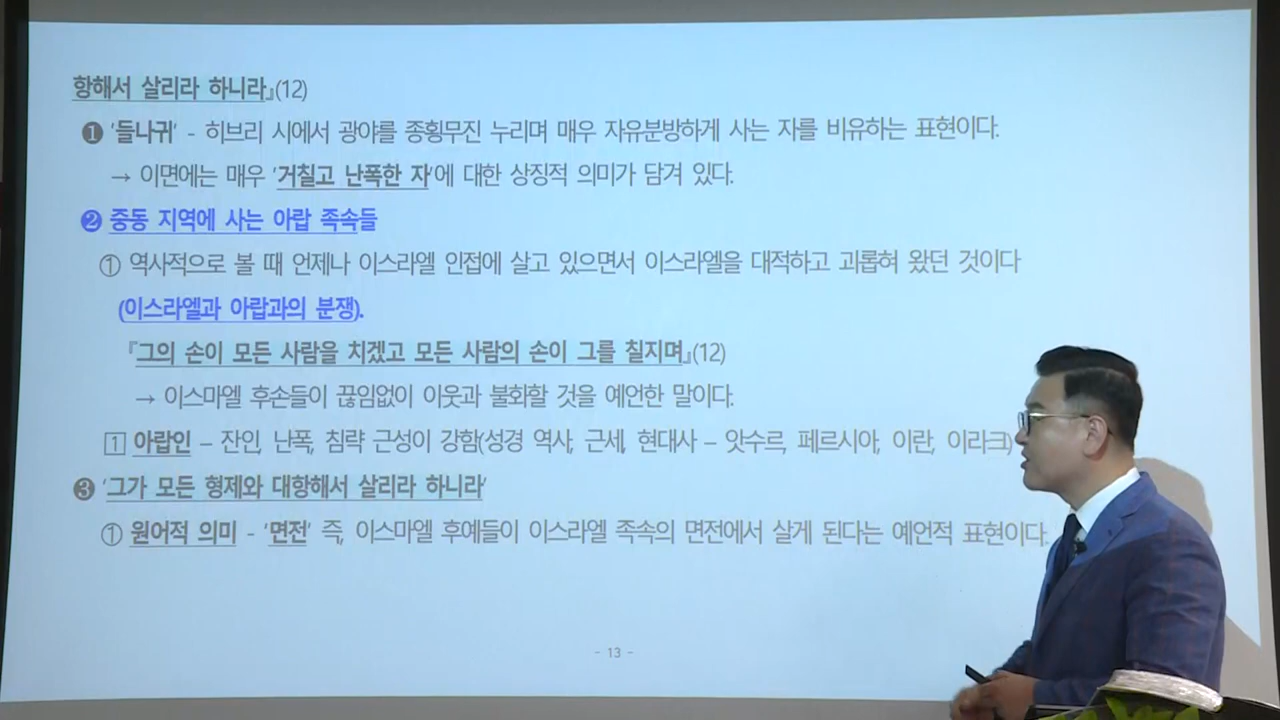 항해서 살리라 하니라』(12)
❶ '들나귀' - 히브리 시에서 광야를 종횡무진 누리며 매우 자유분방하게 사는 자를 비유하는 표현이다.
→ 이면에는 매우 '거칠고 난폭한 자'에 대한 상징적 의미가 담겨 있다.
❷ 중동 지역에 사는 아랍 족속들
① 역사적으로 볼 때 언제나 이스라엘 인접에 살고 있으면서 이스라엘을 대적하고 괴롭혀 왔던 것이다
(이스라엘과 아랍과의 분쟁).
『그의 손이 모든 사람을 치겠고 모든 사람의 손이 그를 칠지며』(12)
→ 이스마엘 후손들이 끊임없이 이웃과 불화할 것을 예언한 말이다.
1 아랍인 – 잔인, 난폭, 침략 근성이 강함(성경 역사, 근세, 현대사 – 앗수르, 페르시아, 이란, 이라크)
❸ '그가 모든 형제와 대항해서 살리라 하니라'
① 원어적 의미 - '면전' 즉, 이스마엘 후예들이 이스라엘 족속의 면전에서 살게 된다는 예언적 표현이다.
- 13 -